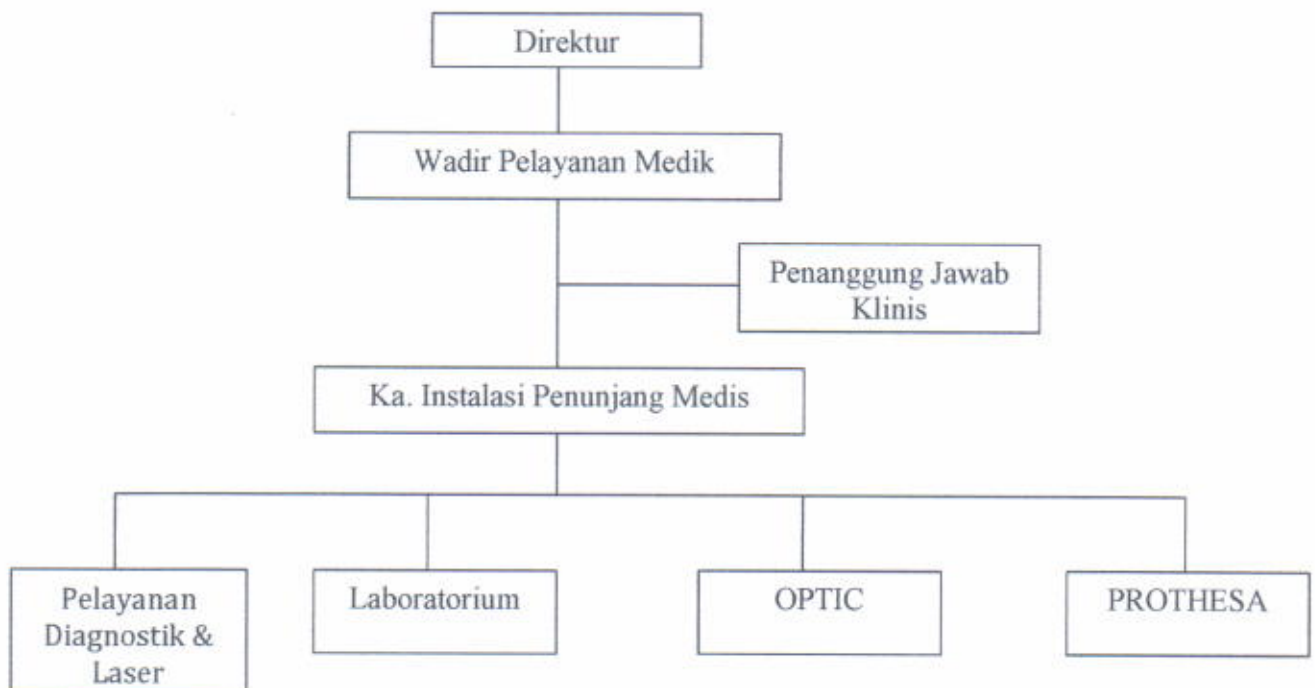 Direktur
Wadir Pelayanan Medik
Penanggung Jawab
Klinis
Ka. Instalasi Penunjang Medis
Pelayanan
Diagnostik &
Laser
Laboratorium
OPTIC
PROTHESA